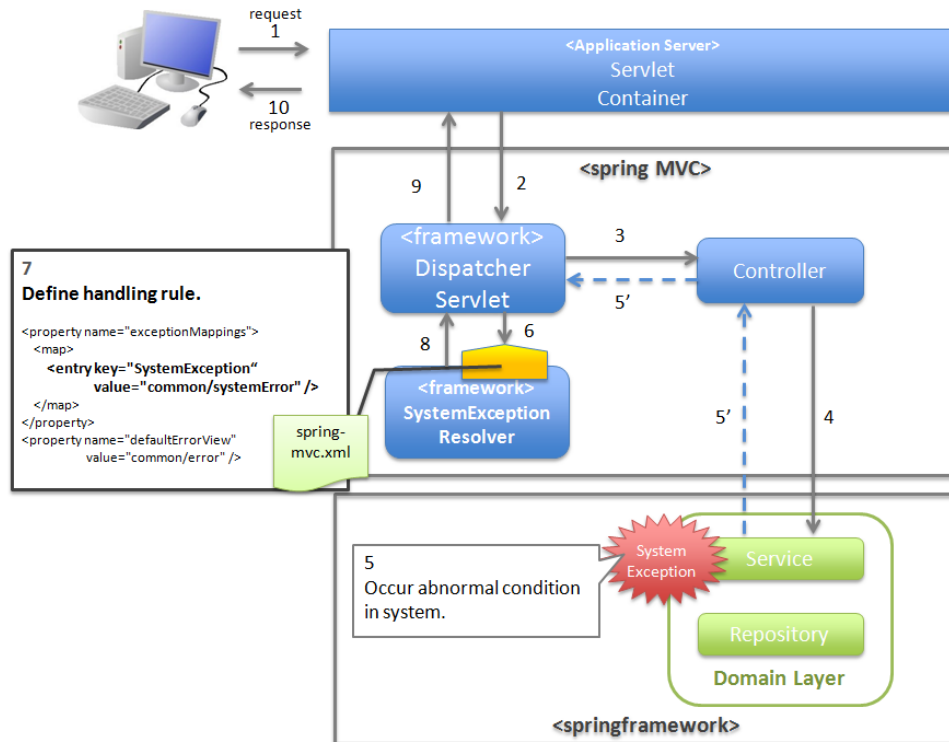 request
1
10
response
<Application Server>
Servlet
Container
<spring MVC>
9
2
<framework>
Dispatcher
Servlet
3
5’
Controller
7
Define handling rule.
<property name="exceptionMappings">
<map>
<entry key="SystemException“
value="common/systemError" />
</map>
</property>
<property name="defaultErrorView"
value="common/error" />
spring-
mvc.xml
8
6
<framework>
SystemException
Resolver
5’
4
5
Occur abnormal condition
in system.
System
Exception
Service
Repository
Domain Layer
<springframework>